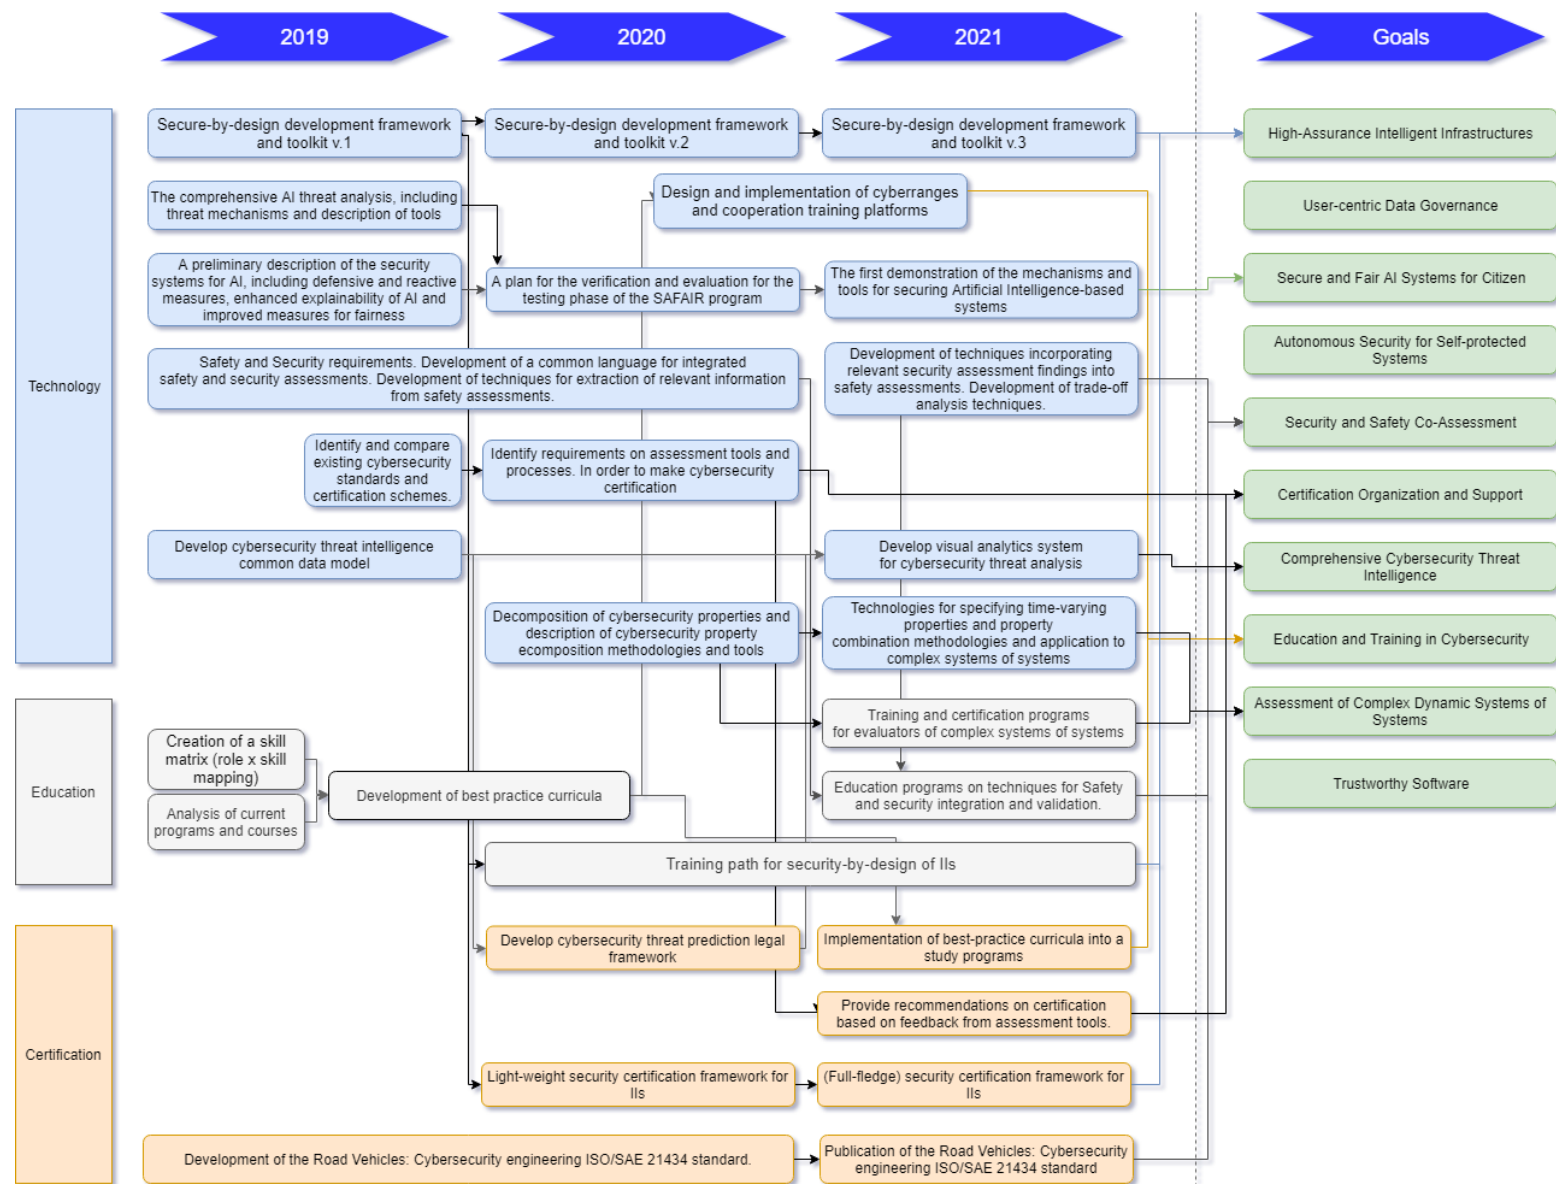 2019
2020
2021
Goals
Technology
Secure-by-design development framework
and toolkit v.1
Secure-by-design development framework
and toolkit v.2
Secure-by-design development framework
and toolkit v.3
High-Assurance Intelligent Infrastructures
The comprehensive AI threat analysis, including
threat mechanisms and description of tools
Design and implementation of cyberranges
and cooperation training platforms
User-centric Data Governance
A preliminary description of the security
systems for AI, including defensive and reactive
measures, enhanced explainability of AI and
improved measures for fairness
A plan for the verification and evaluation for the
testing phase of the SAFAIR program
The first demonstration of the mechanisms and
tools for securing Artificial Intelligence-based
systems
Secure and Fair AI Systems for Citizen
Safety and Security requirements. Development of a common language for integrated
safety and security assessments. Development of techniques for extraction of relevant information
from safety assessments.
Development of techniques incorporating
relevant security assessment findings into
safety assessments. Development of trade-off
analysis techniques.
Autonomous Security for Self-protected
Systems
Security and Safety Co-Assessment
Identify and compare
existing cybersecurity
standards and
certification schemes.
Identify requirements on assessment tools and
processes. In order to make cybersecurity
certification
Certification Organization and Support
Develop cybersecurity threat intelligence
common data model
Develop visual analytics system
for cybersecurity threat analysis
Comprehensive Cybersecurity Threat
Intelligence
Decomposition of cybersecurity properties and
description of cybersecurity property
ecomposition methodologies and tools
Technologies for specifying time-varying
properties and property
combination methodologies and application to
complex systems of systems
Education and Training in Cybersecurity
Education
Training and certification programs
for evaluators of complex systems of systems
Assessment of Complex Dynamic Systems of
Systems
Creation of a skill
matrix (role x skill
mapping)
Analysis of current
programs and courses
Development of best practice curricula
Education programs on techniques for Safety
and security integration and validation.
Trustworthy Software
Training path for security-by-design of IIs
Certification
Develop cybersecurity threat prediction legal
framework
Implementation of best-practice curricula into a
study programs
Provide recommendations on certification
based on feedback from assessment tools.
Light-weight security certification framework for
IIs
(Full-fledge) security certification framework for
IIs
Development of the Road Vehicles: Cybersecurity engineering ISO/SAE 21434 standard.
Publication of the Road Vehicles: Cybersecurity
engineering ISO/SAE 21434 standard